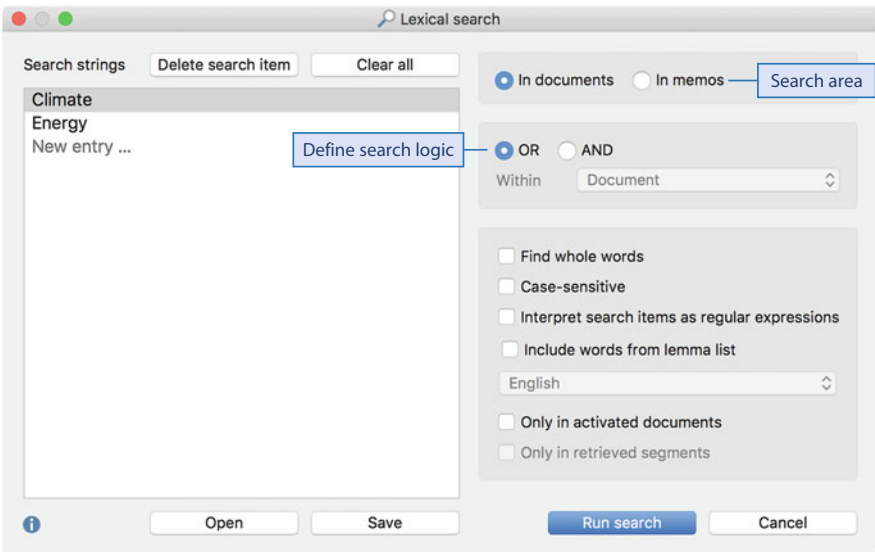 Lexical search
Search strings
Delete search item
Clear all
Climate
Energy
New entry ...
In documents
In memos
Search area
Define search logic
OR
AND
Within
Document
Find whole words
Case-sensitive
Interpret search items as regular expressions
Include words from lemma list
English
Only in activated documents
Only in retrieved segments
i
Open
Save
Run search
Cancel